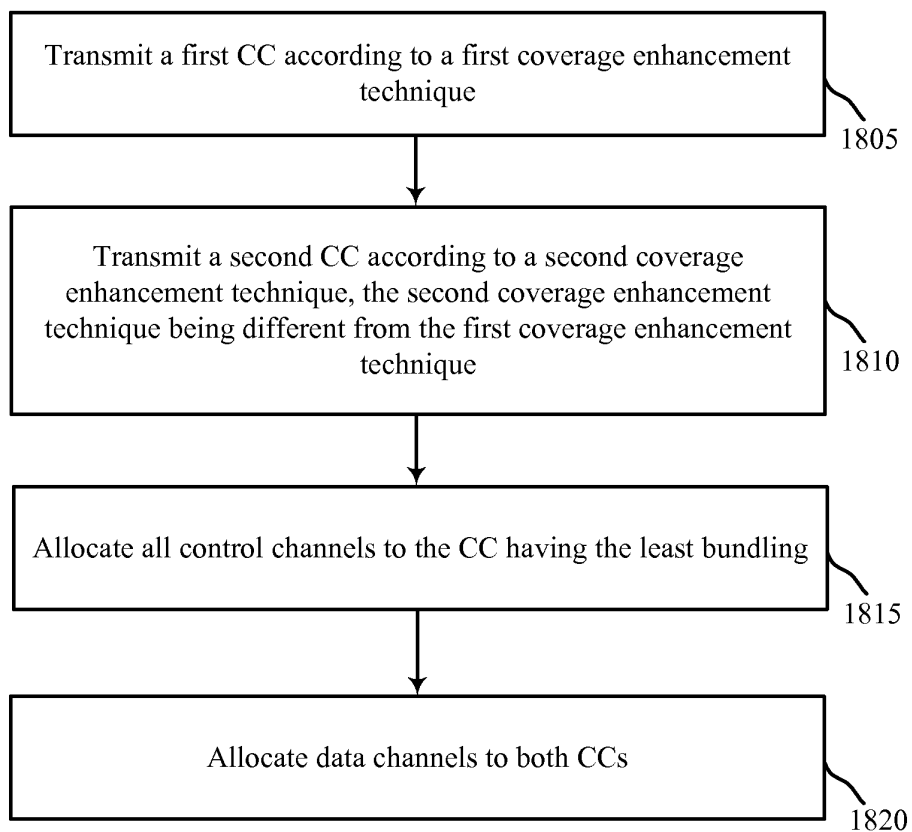 Transmit a first CC according to a first coverage enhancement
technique
1805
Transmit a second CC according to a second coverage
enhancement technique, the second coverage enhancement
technique being different from the first coverage enhancement
technique
1810
Allocate all control channels to the CC having the least bundling
1815
Allocate data channels to both CCs
1820